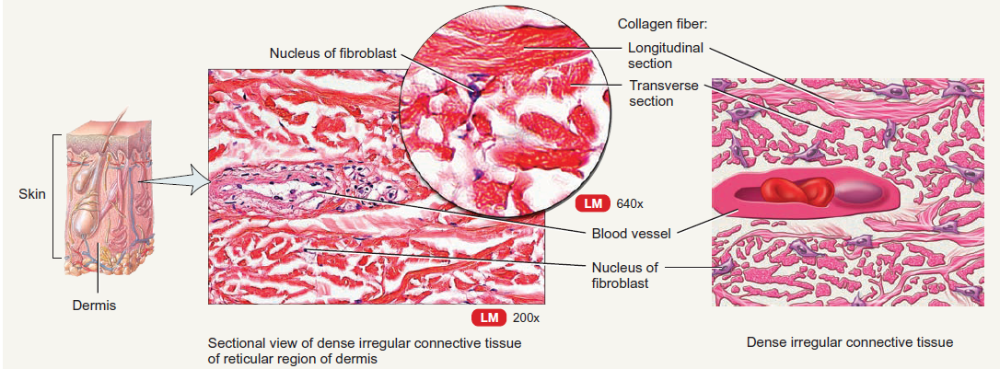 Collagen fiber:
Nucleus of fibroblast
Longitudinal
section
Transverse
section
Skin
LM 640x
Blood vessel
Nucleus of
fibroblast
Dermis
LM 200x
Sectional view of dense irregular connective tissue
of reticular region of dermis
Dense irregular connective tissue